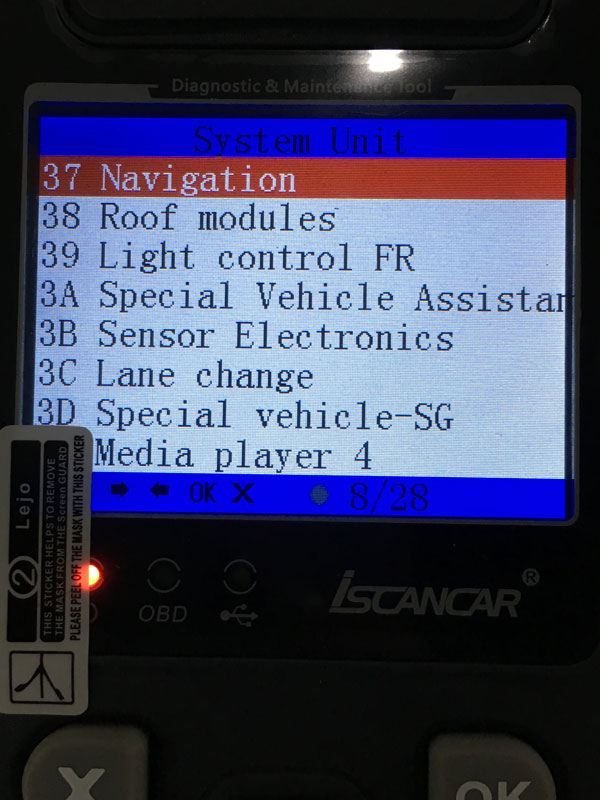 Diagnostic & Maintenance Tool
System Unit
37 Navigation
38 Roof modules
39 Light control FR
3A Special Vehicle Assistan
3B Sensor Electronics
3C Lane change
3D Special vehicle-SG
Media player 4
OK 8/28
2 Lejo
THIS STICKER HELPS TO REMOVE
THE MASK FROM THE Screen GUARD
PLEASE PEEL OFF THE MASK WITH THIS STICKER
OBD
iSCANCAR®
X
OK